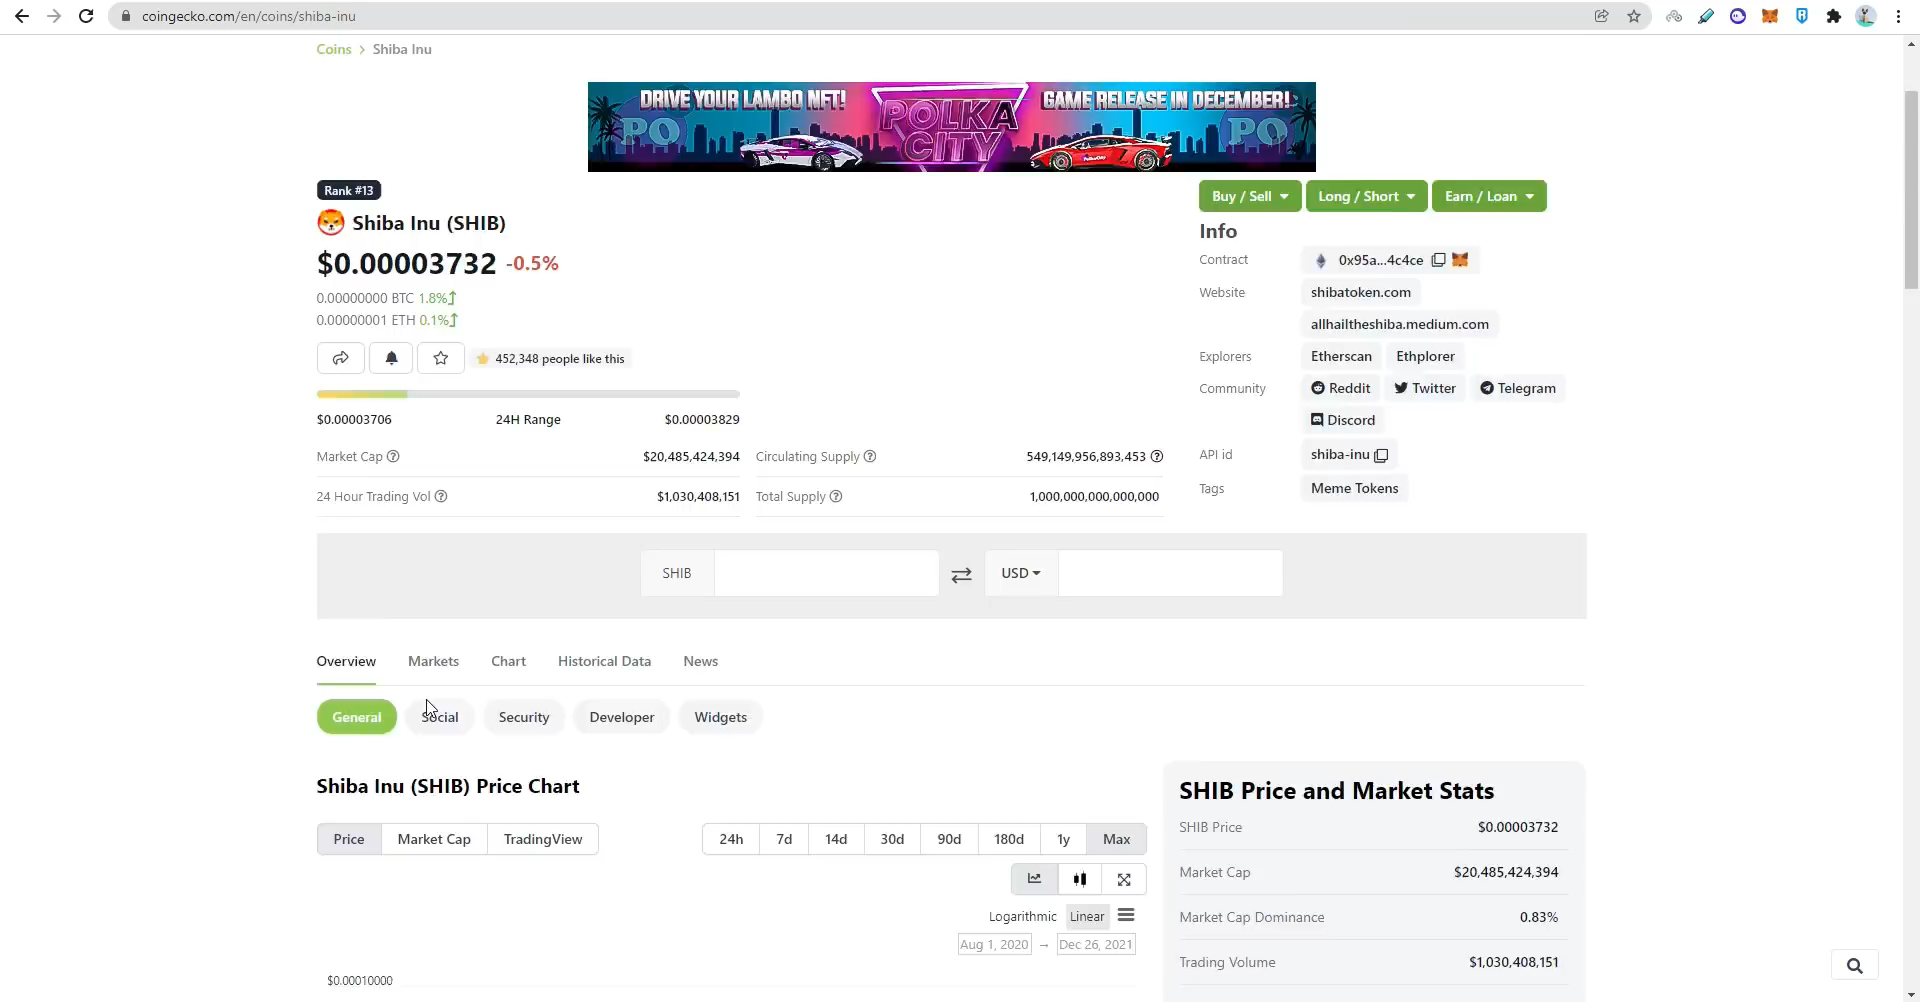 coingecko.com/en/coins/shiba-inu
Coins > Shiba Inu
DRIVE YOUR LAMBO NFT!
POLKA CITY
GAME RELEASE IN DECEMBER!
PO
PO
Rank #13
Shiba Inu (SHIB)
$0.00003732 -0.5%
0.00000000 BTC 1.8%
0.00000001 ETH 0.1%
452,348 people like this
$0.00003706 24H Range $0.00003829
Market Cap $20,485,424,394 Circulating Supply 549,149,956,893,453
24 Hour Trading Vol $1,030,408,151 Total Supply 1,000,000,000,000,000
Buy / Sell Long / Short Earn / Loan
Info
Contract 0x95a...4c4ce
Website shibatoken.com
allhailtheshiba.medium.com
Explorers Etherscan Ethplorer
Community Reddit Twitter Telegram
Discord
API id shiba-inu
Tags Meme Tokens
SHIB USD
Overview Markets Chart Historical Data News
General Social Security Developer Widgets
Shiba Inu (SHIB) Price Chart
Price Market Cap TradingView 24h 7d 14d 30d 90d 180d 1y Max
Logarithmic Linear
Aug 1, 2020 → Dec 26, 2021
$0.00010000
SHIB Price and Market Stats
SHIB Price $0.00003732
Market Cap $20,485,424,394
Market Cap Dominance 0.83%
Trading Volume $1,030,408,151